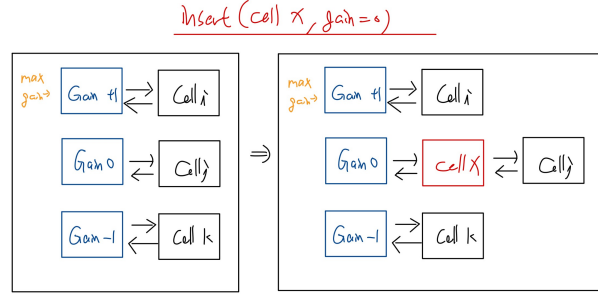 Insert (cell X, gain=0)
max
gain→
Gain +1
Cell i
Gain 0
Cell j
Gain -1
Cell k
⇒
max
gain→
Gain +1
Cell i
Gain 0
Cell X
Cell j
Gain -1
Cell k